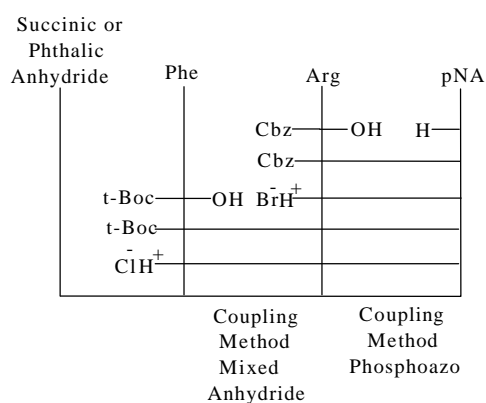 Succinic or
Phthalic
Anhydride
Phe
Arg
pNA
Cbz
OH
H
Cbz
t-Boc
OH
BrH
-
+
t-Boc
-
+
ClH
Coupling
Method
Mixed
Anhydride
Coupling
Method
Phosphoazo